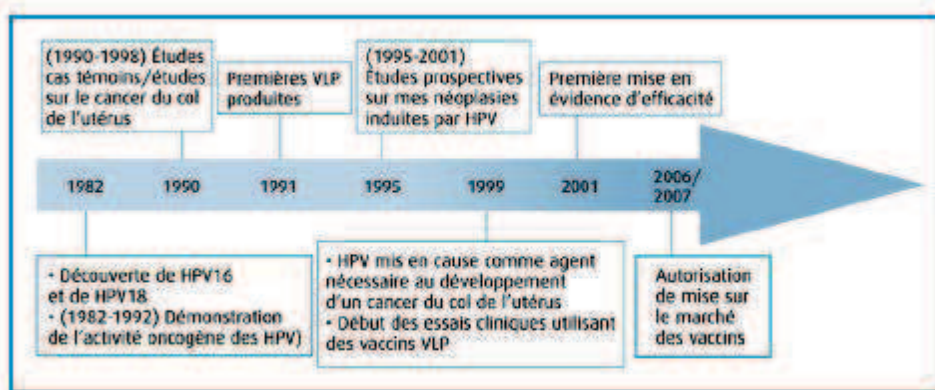 (1990-1998) Études
cas témoins/études
sur le cancer du col
de l'utérus
Premières VLP
produites
(1995-2001)
Études prospectives
sur mes néoplasies
induites par HPV
Première mise en
évidence d'efficacité
1982
1990
1991
1995
1999
2001
2006/
2007
• Découverte de HPV16
et de HPV18
• (1982-1992) Démonstration
de l'activité oncogène des HPV)
• HPV mis en cause comme agent
nécessaire au développement
d'un cancer du col de l'utérus
• Début des essais cliniques utilisant
des vaccins VLP
Autorisation
de mise sur
le marché
des vaccins